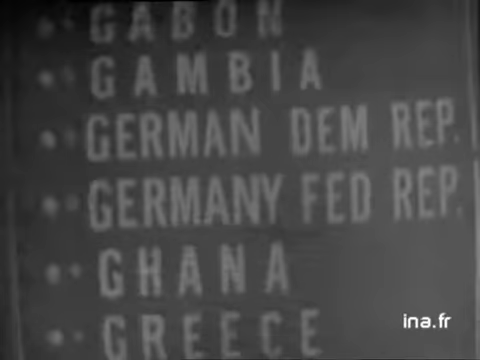 GABON
GAMBIA
GERMAN DEM REP.
GERMANY FED REP.
GHANA
GREECE
ina.fr